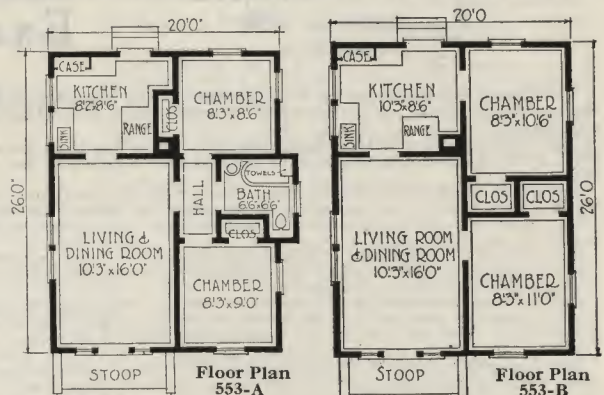 20'0"
26'0"
CASE
KITCHEN
8'2"x8'6"
SINK
RANGE
CLOS
CHAMBER
8'3"x8'6"
HALL
TOWELS
BATH
6'6"x6'6"
CLOS
LIVING &
DINING ROOM
10'3"x16'0"
CHAMBER
8'3"x9'0"
STOOP
Floor Plan
553-A
20'0
26'0
CASE
KITCHEN
10'3"x8'6"
SINK
RANGE
CHAMBER
8'3"x10'6"
CLOS
CLOS
LIVING ROOM
& DINING ROOM
10'3"x16'0"
CHAMBER
8'3"x11'0"
STOOP
Floor Plan
553-B